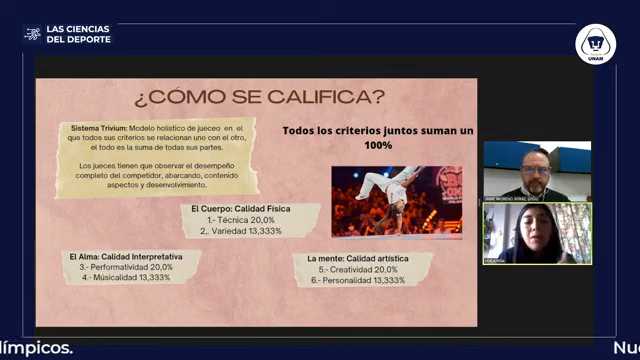 LAS CIENCIAS
DEL DEPORTE
UNAM
¿CÓMO SE CALIFICA?
Sistema Trivium: Modelo holístico de jueceo en el
que todos sus criterios se relacionan uno con el otro,
el todo es la suma de todas sus partes.
Los jueces tienen que observar el desempeño
completo del competidor, abarcando, contenido
aspectos y desenvolvimiento.
Todos los criterios juntos suman un
100%
El Cuerpo: Calidad Física
1.- Técnica 20,0%
2,. Variedad 13,333%
El Alma: Calidad Interpretativa
3.- Performatividad 20,0%
4.- Músicalidad 13,333%
La mente: Calidad artística
5.- Creatividad 20.0%
6.- Personalidad 13,333%
límpicos.
Nue